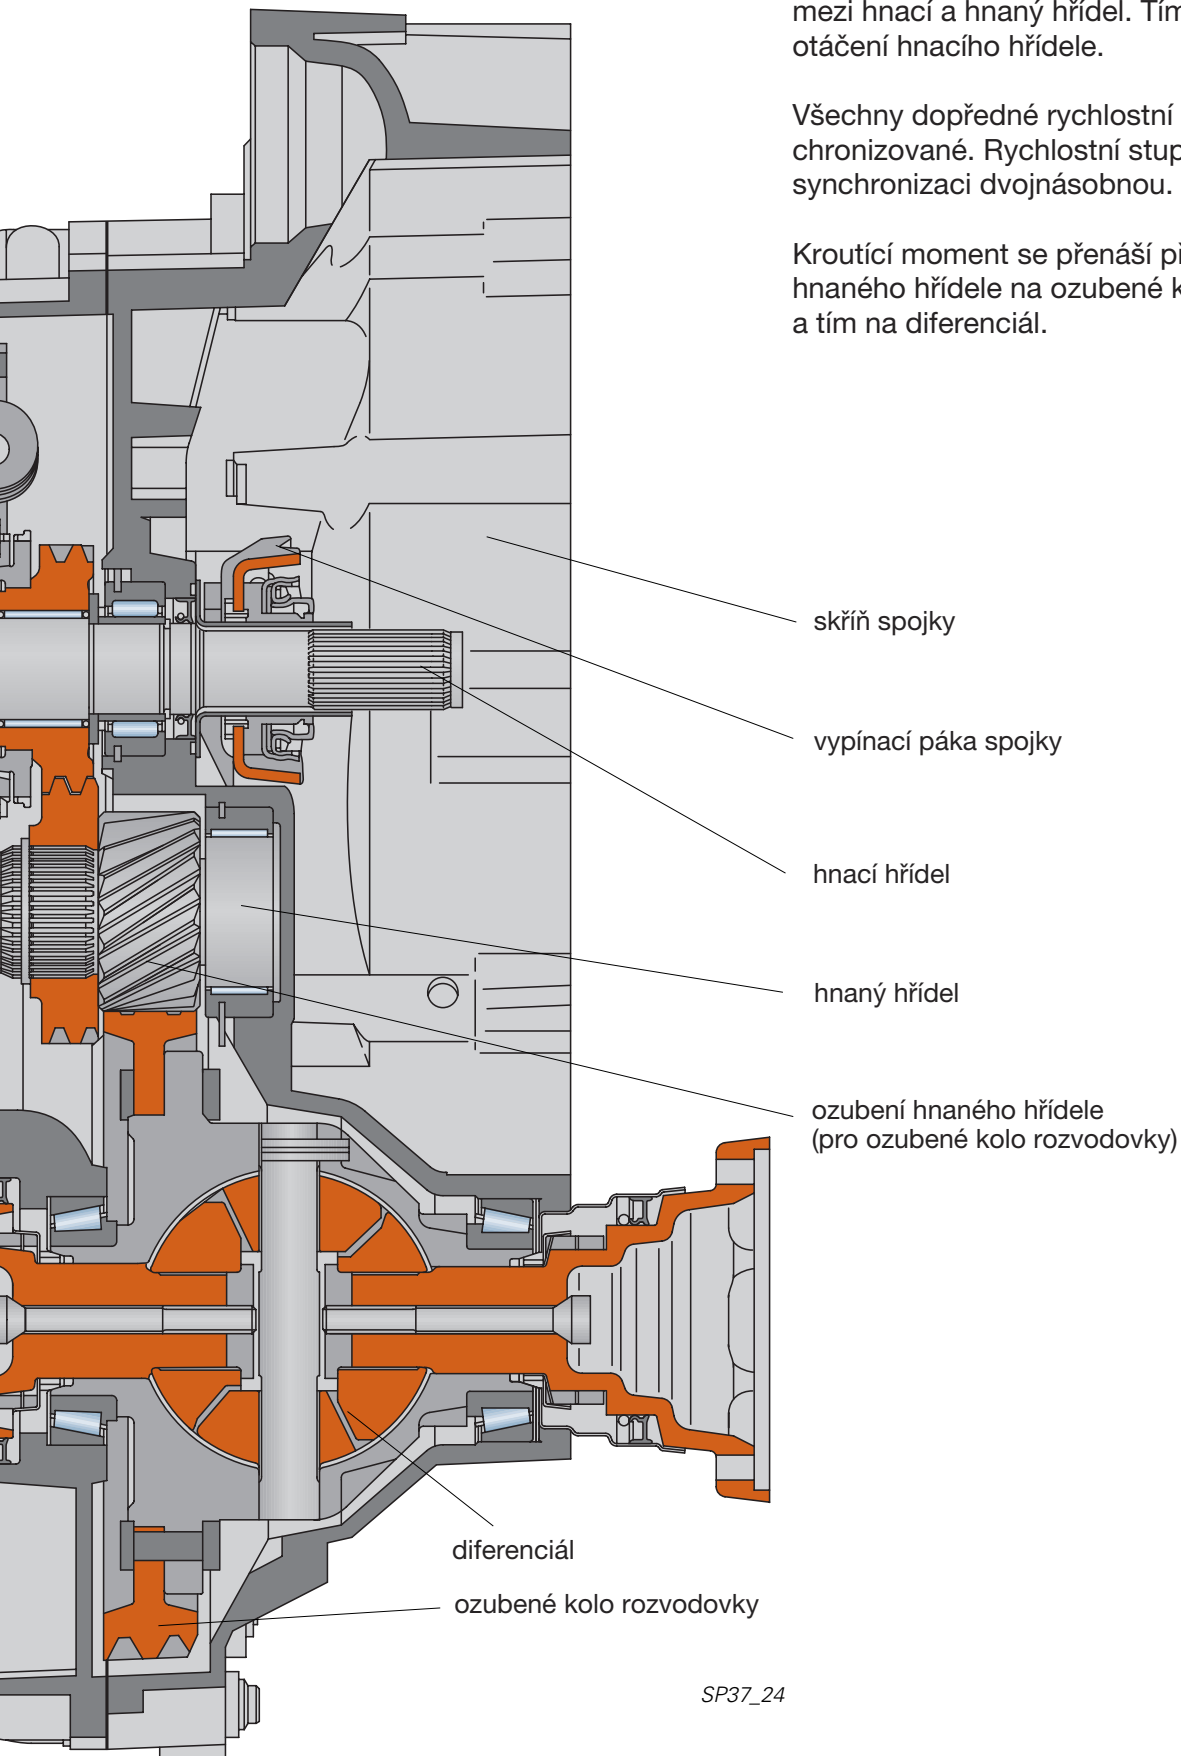 mezi hnací a hnaný hřídel. Tím
otáčení hnacího hřídele.
Všechny dopředné rychlostní
chronizované. Rychlostní stup
synchronizaci dvojnásobnou.
Kroutící moment se přenáší př
hnaného hřídele na ozubené k
a tím na diferenciál.
skříň spojky
vypínací páka spojky
hnací hřídel
hnaný hřídel
ozubení hnaného hřídele
(pro ozubené kolo rozvodovky)
diferenciál
ozubené kolo rozvodovky
SP37_24